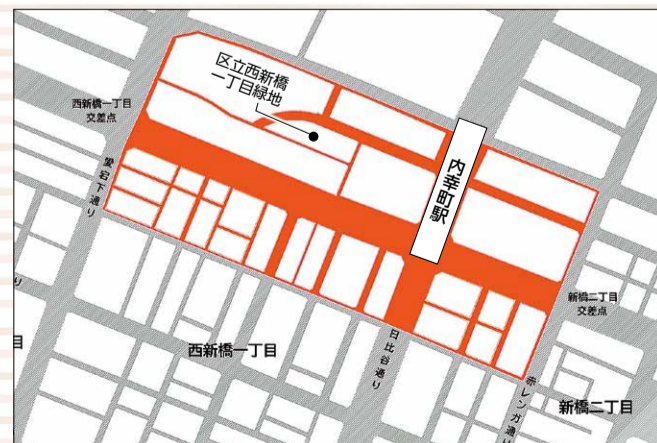 区立西新橋
一丁目緑地
西新橋一丁目
交差点
愛宕下通り
内幸町駅
新橋二丁目
交差点
西新橋一丁目
日比谷通り
赤レンガ通り
新橋二丁目
り
目